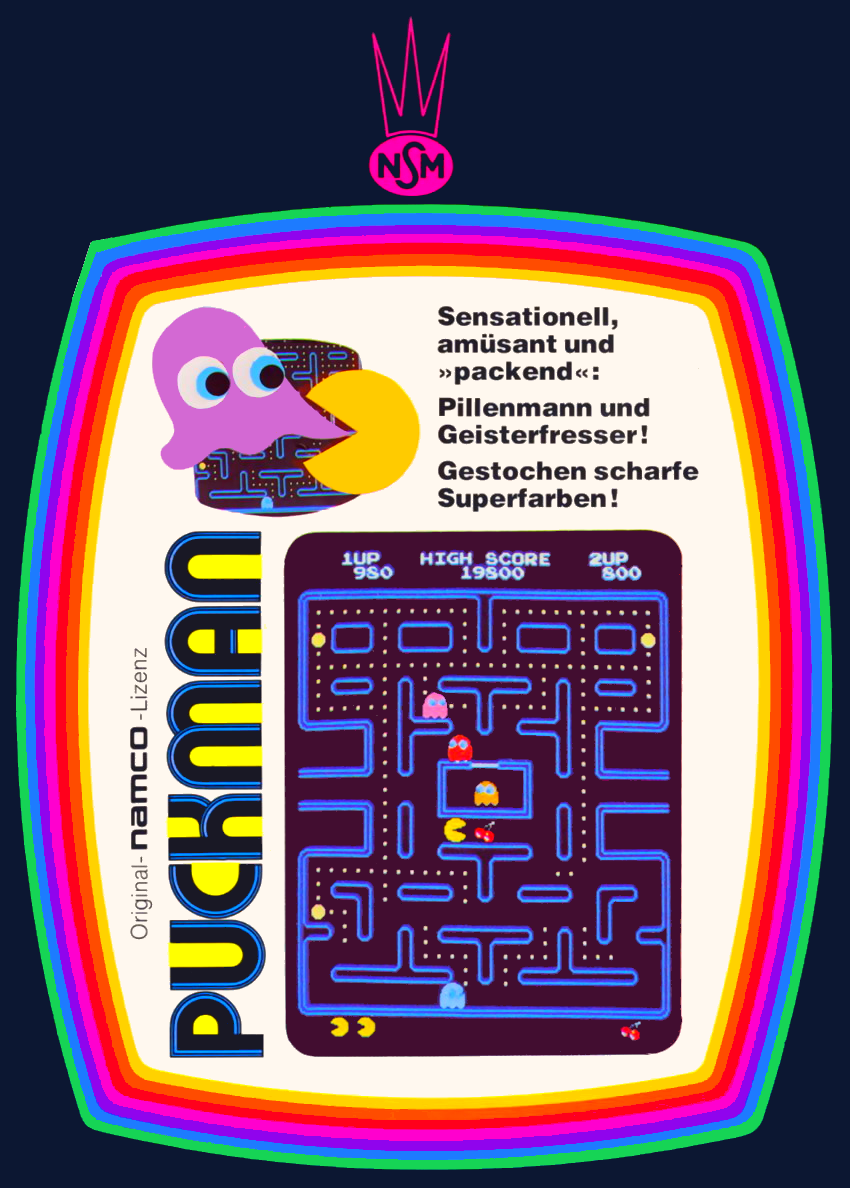 NSM
Sensationell,
amüsant und
»packend«:
Pillenmann und
Geisterfresser!
Gestochen scharfe
Superfarben!
Original-namco-Lizenz
PUCKMAN
1UP HIGH SCORE 2UP
980 19800 800